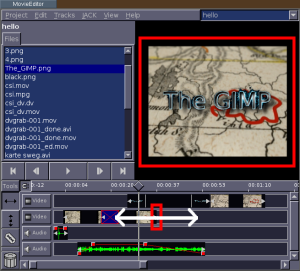 MovieEditor
Project Edit Tracks JACK View Help
hello
hello
Files
3.png
4.png
The_GIMP.png
black.png
csi.mov
csi.mpg
csi_dv.dv
csi_dv.mov
dvgrab-001.mov
dvgrab-001_done.avi
dvgrab-001_done.mov
dvgrab-001_ed.mov
karte sweg.avi
The GIMP
Tools
00:00:04 00:00:20 00:00:37 00:00:53 00:01:10
Video
Video
Audio
Audio